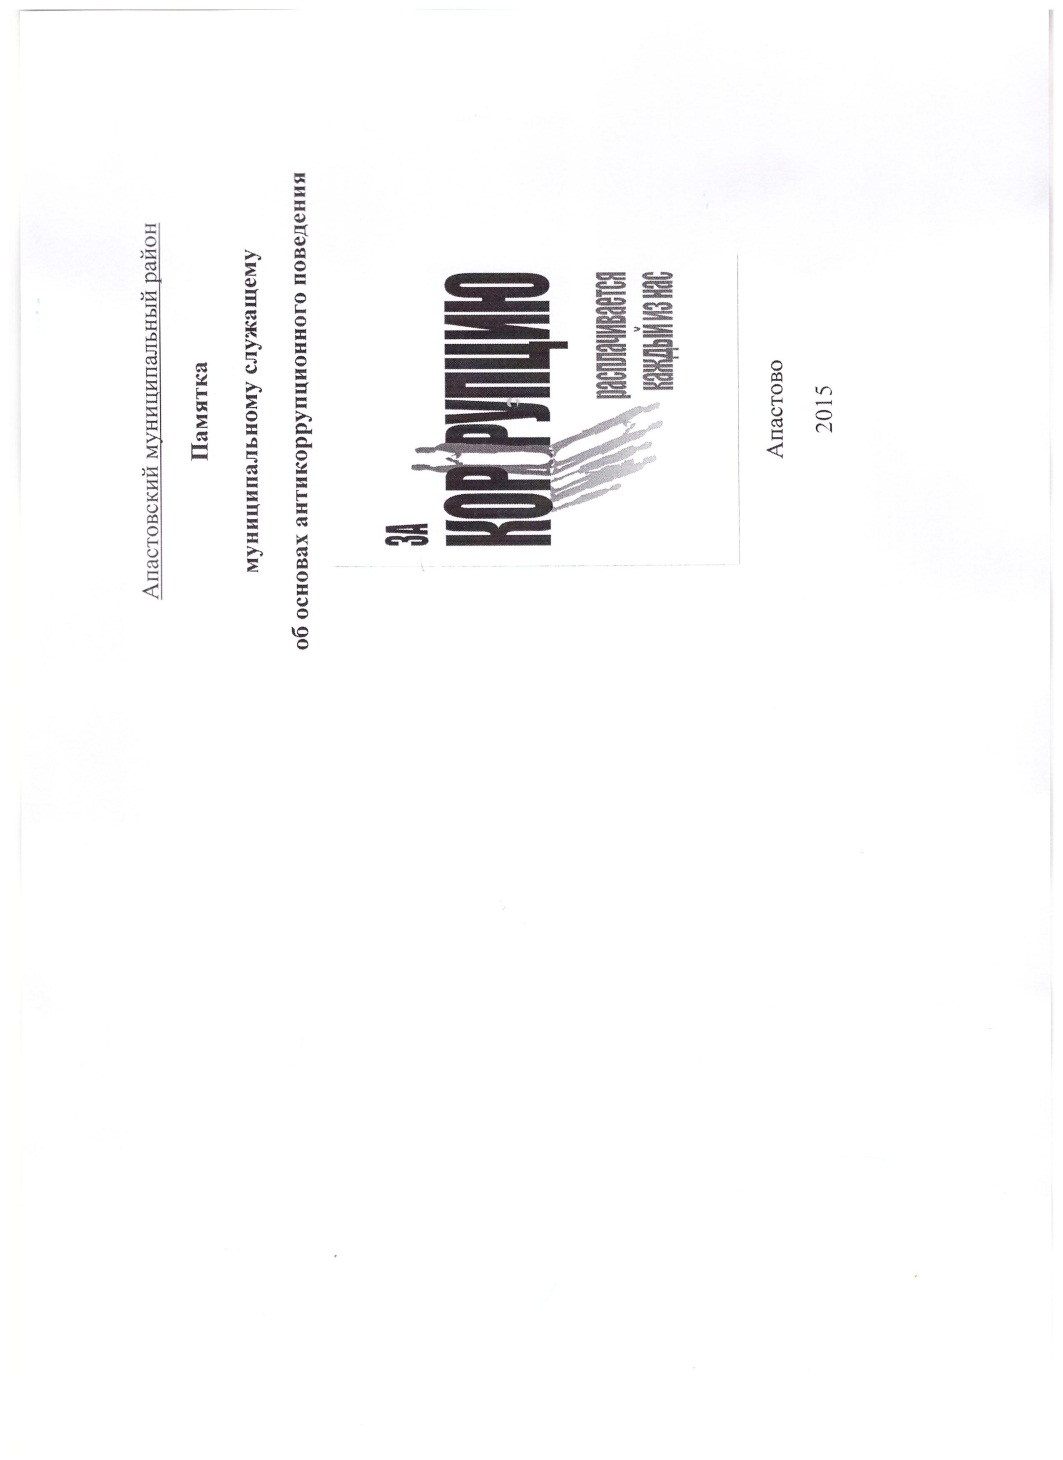 Апастовский муниципальный район
Памятка
муниципальному служащему
об основах антикоррупционного поведения
ЗА
КОРРУПЦИЮ
расплачивается
каждый из нас
Апастово
2015